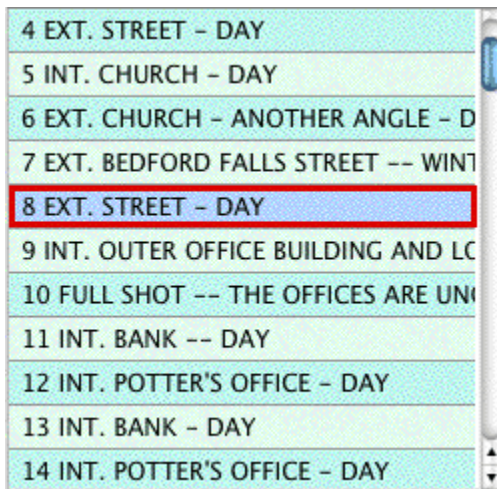 4 EXT. STREET – DAY
5 INT. CHURCH – DAY
6 EXT. CHURCH – ANOTHER ANGLE – D
7 EXT. BEDFORD FALLS STREET -- WINT
8 EXT. STREET – DAY
9 INT. OUTER OFFICE BUILDING AND LO
10 FULL SHOT -- THE OFFICES ARE UN
11 INT. BANK -- DAY
12 INT. POTTER'S OFFICE – DAY
13 INT. BANK – DAY
14 INT. POTTER'S OFFICE – DAY